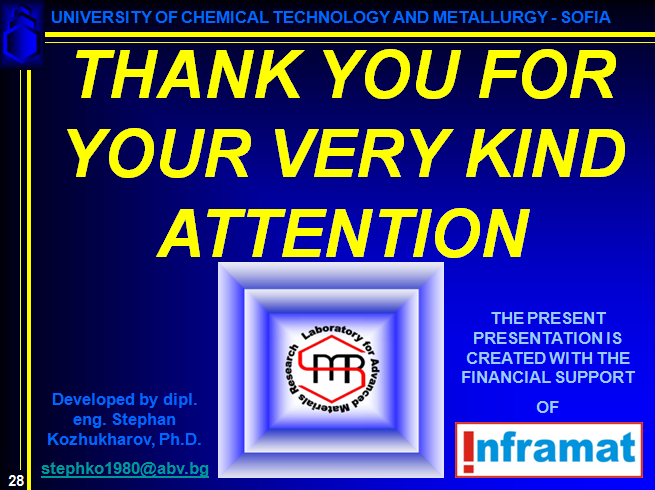 UNIVERSITY OF CHEMICAL TECHNOLOGY AND METALLURGY - SOFIA
THANK YOU FOR
YOUR VERY KIND
ATTENTION
Laboratory for Advanced Materials Research
THE PRESENT
PRESENTATION IS
CREATED WITH THE
FINANCIAL SUPPORT
OF
Inframat
Developed by dipl.
eng. Stephan
Kozhukharov, Ph.D.
stephko1980@abv.bg
28